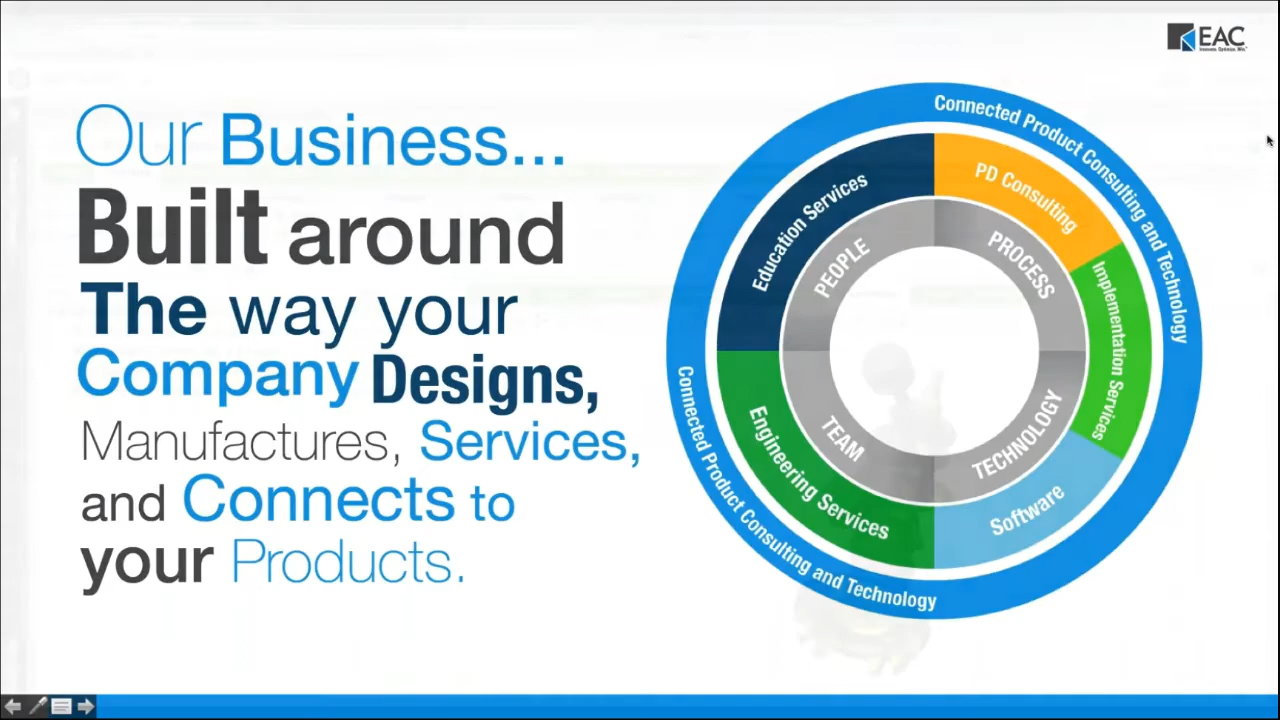 EAC
Our Business...
Built around
The way your
Company Designs,
Manufactures, Services,
and Connects to
your Products.
Connected Product Consulting and Technology
Education Services
PD Consulting
PEOPLE
PROCESS
Implementation Services
TEAM
TECHNOLOGY
Engineering Services
Software
Connected Product Consulting and Technology